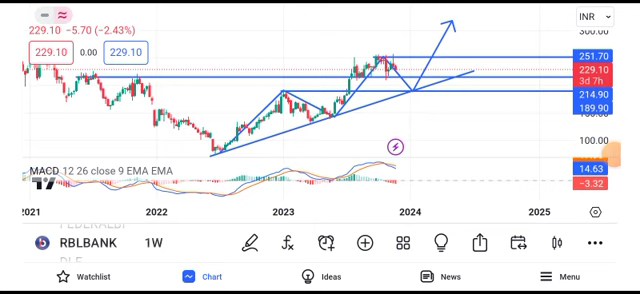 229.10 −5.70 (−2.43%)
INR
300.00
229.10 0.00 229.10
251.70
229.10
3d 7h
214.90
189.90
100.00
MACD 12 26 close 9 EMA EMA
14.63
−3.32
2021 2022 2023 2024 2025
RBLBANK 1W
Watchlist Chart Ideas News Menu